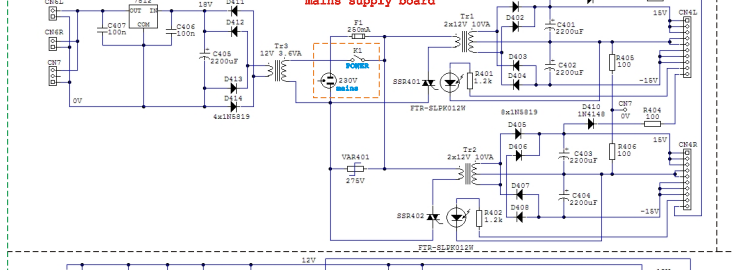 mains supply board
CN6L
7912
OUT IN
COM
C407
100n
C406
100n
18V
D411
D412
C405
2200uF
CN6R
CN7
D413
D414
4x1N5819
0V
Tr3
12V 3.6VA
F1
250mA
K1
POWER
230V
mains
Tr1
2x12V 10VA
D402
C401
2200uF
D403
D404
C402
2200uF
SSR401
R401
1.2k
FTR-SLPK012W
15V
CN4L
R405
100
-15V
8x1N5819
D410
1N4148
CN7
0V
R404
100
VAR401
275V
Tr2
2x12V 10VA
D405
D406
C403
2200uF
R406
100
15V
CN4R
D407
D408
C404
2200uF
-15V
SSR402
R402
1.2k
FTR-SLPK012W
12V